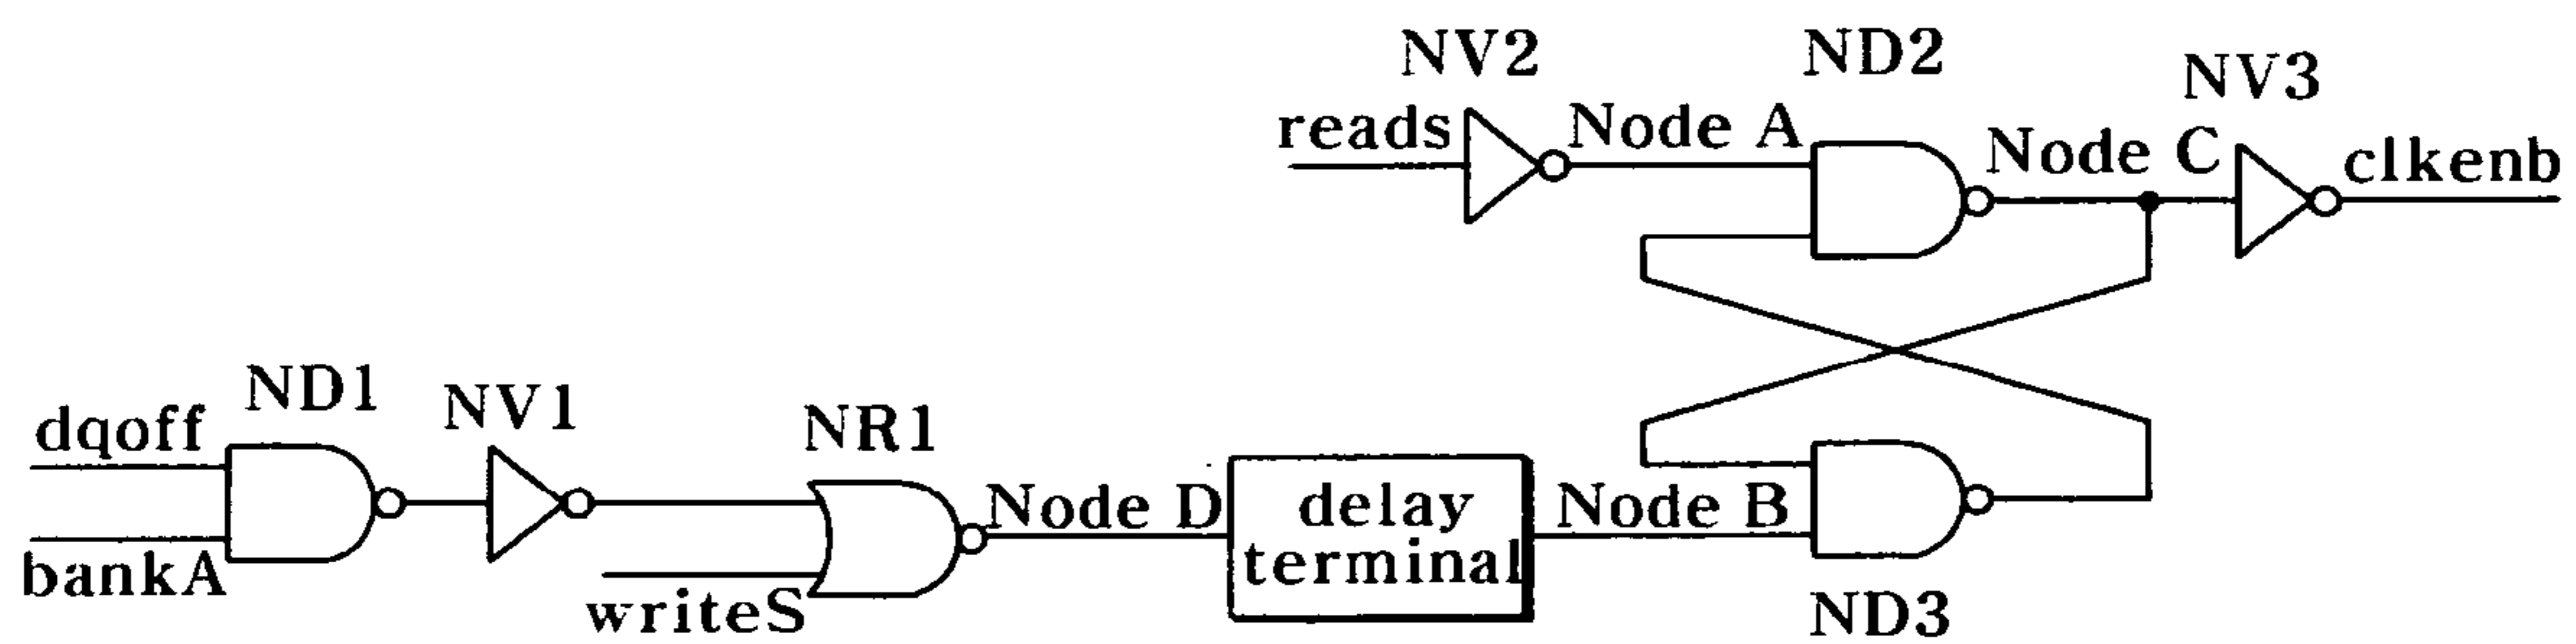 NV2
ND2
NV3
reads
Node A
Node C
clkenb
ND1
NV1
NR1
dqoff
bankA
writeS
Node D
delay
terminal
Node B
ND3